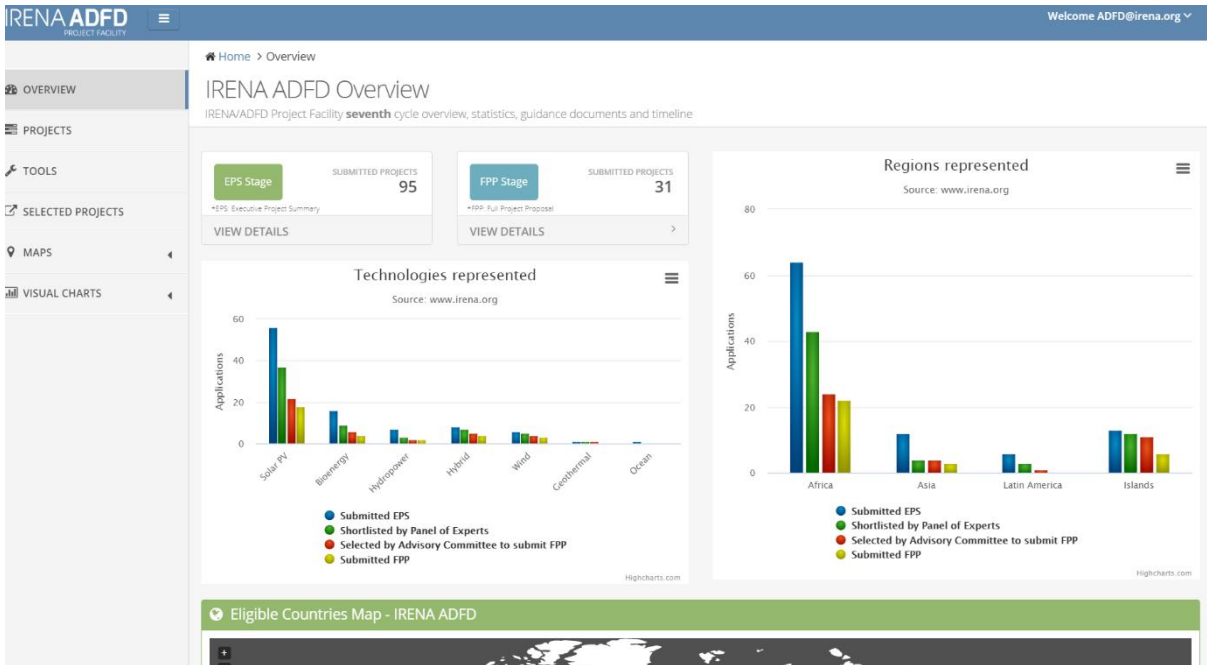 IRENA ADFD
PROJECT FACILITY
Welcome ADFD@irena.org
Home > Overview
OVERVIEW
PROJECTS
TOOLS
SELECTED PROJECTS
MAPS
VISUAL CHARTS
IRENA ADFD Overview
IRENA/ADFD Project Facility seventh cycle overview, statistics, guidance documents and timeline
EPS Stage
SUBMITTED PROJECTS
95
*EPS: Executive Project Summary
VIEW DETAILS
FPP Stage
SUBMITTED PROJECTS
31
*FPP: Full Project Proposal
VIEW DETAILS >
Technologies represented
Source: www.irena.org
Applications
60
40
20
0
Solar PV
Bioenergy
Hydropower
Hybrid
Wind
Geothermal
Ocean
Submitted EPS
Shortlisted by Panel of Experts
Selected by Advisory Committee to submit FPP
Submitted FPP
Highcharts.com
Regions represented
Source: www.irena.org
Applications
80
60
40
20
0
Africa
Asia
Latin America
Islands
Submitted EPS
Shortlisted by Panel of Experts
Selected by Advisory Committee to submit FPP
Submitted FPP
Highcharts.com
Eligible Countries Map - IRENA ADFD
+